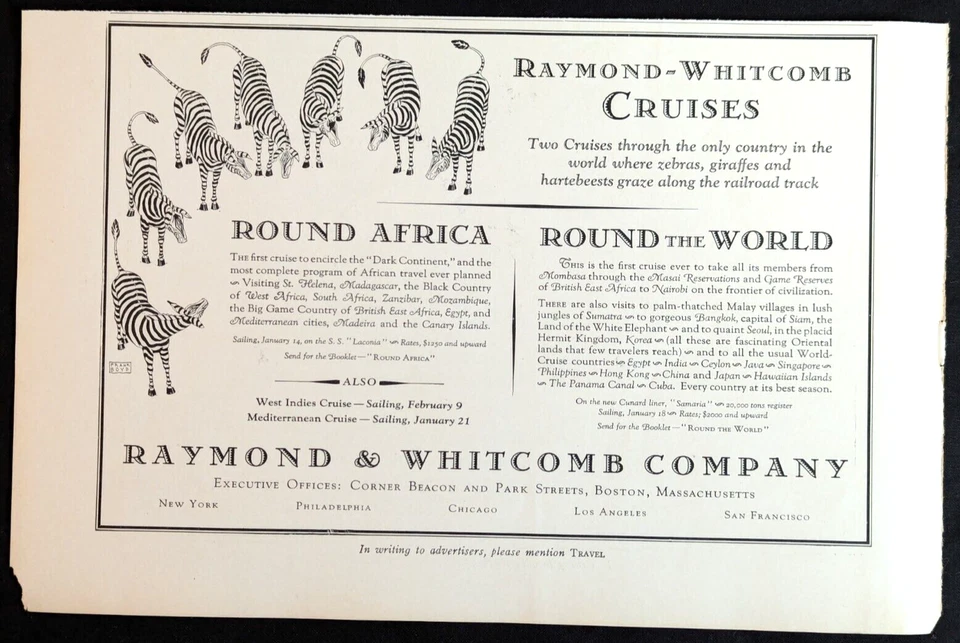 RAYMOND-WHITCOMB
CRUISES
Two Cruises through the only country in the
world where zebras, giraffes and
hartebeests graze along the railroad track
ROUND AFRICA
THE first cruise to encircle the "Dark Continent," and the
most complete program of African travel ever planned
~ Visiting St. Helena, Madagascar, the Black Country
of West Africa, South Africa, Zanzibar, Mozambique,
the Big Game Country of British East Africa, Egypt, and
Mediterranean cities, Madeira and the Canary Islands.
Sailing, January 14, on the S. S. "Laconia" ~ Rates, $1250 and upward
Send for the Booklet—"ROUND AFRICA"
ALSO
West Indies Cruise—Sailing, February 9
Mediterranean Cruise—Sailing, January 21
ROUND THE WORLD
THIS is the first cruise ever to take all its members from
Mombasa through the Masai Reservations and Game Reserves
of British East Africa to Nairobi on the frontier of civilization.
THERE are also visits to palm-thatched Malay villages in lush
jungles of Sumatra ~ to gorgeous Bangkok, capital of Siam, the
Land of the White Elephant ~ and to quaint Seoul, in the placid
Hermit Kingdom, Korea ~ (all these are fascinating Oriental
lands that few travelers reach) ~ and to all the usual World-
Cruise countries ~ Egypt ~ India ~ Ceylon ~ Java ~ Singapore ~
Philippines ~ Hong Kong ~ China and Japan ~ Hawaiian Islands
~ The Panama Canal ~ Cuba. Every country at its best season.
On the new Cunard liner, "Samaria" ~ 20,000 tons register
Sailing, January 18 ~ Rates; $2000 and upward
Send for the Booklet—"ROUND THE WORLD"
FRANK
BOYD
RAYMOND & WHITCOMB COMPANY
EXECUTIVE OFFICES: CORNER BEACON AND PARK STREETS, BOSTON, MASSACHUSETTS
NEW YORK PHILADELPHIA CHICAGO LOS ANGELES SAN FRANCISCO
In writing to advertisers, please mention TRAVEL